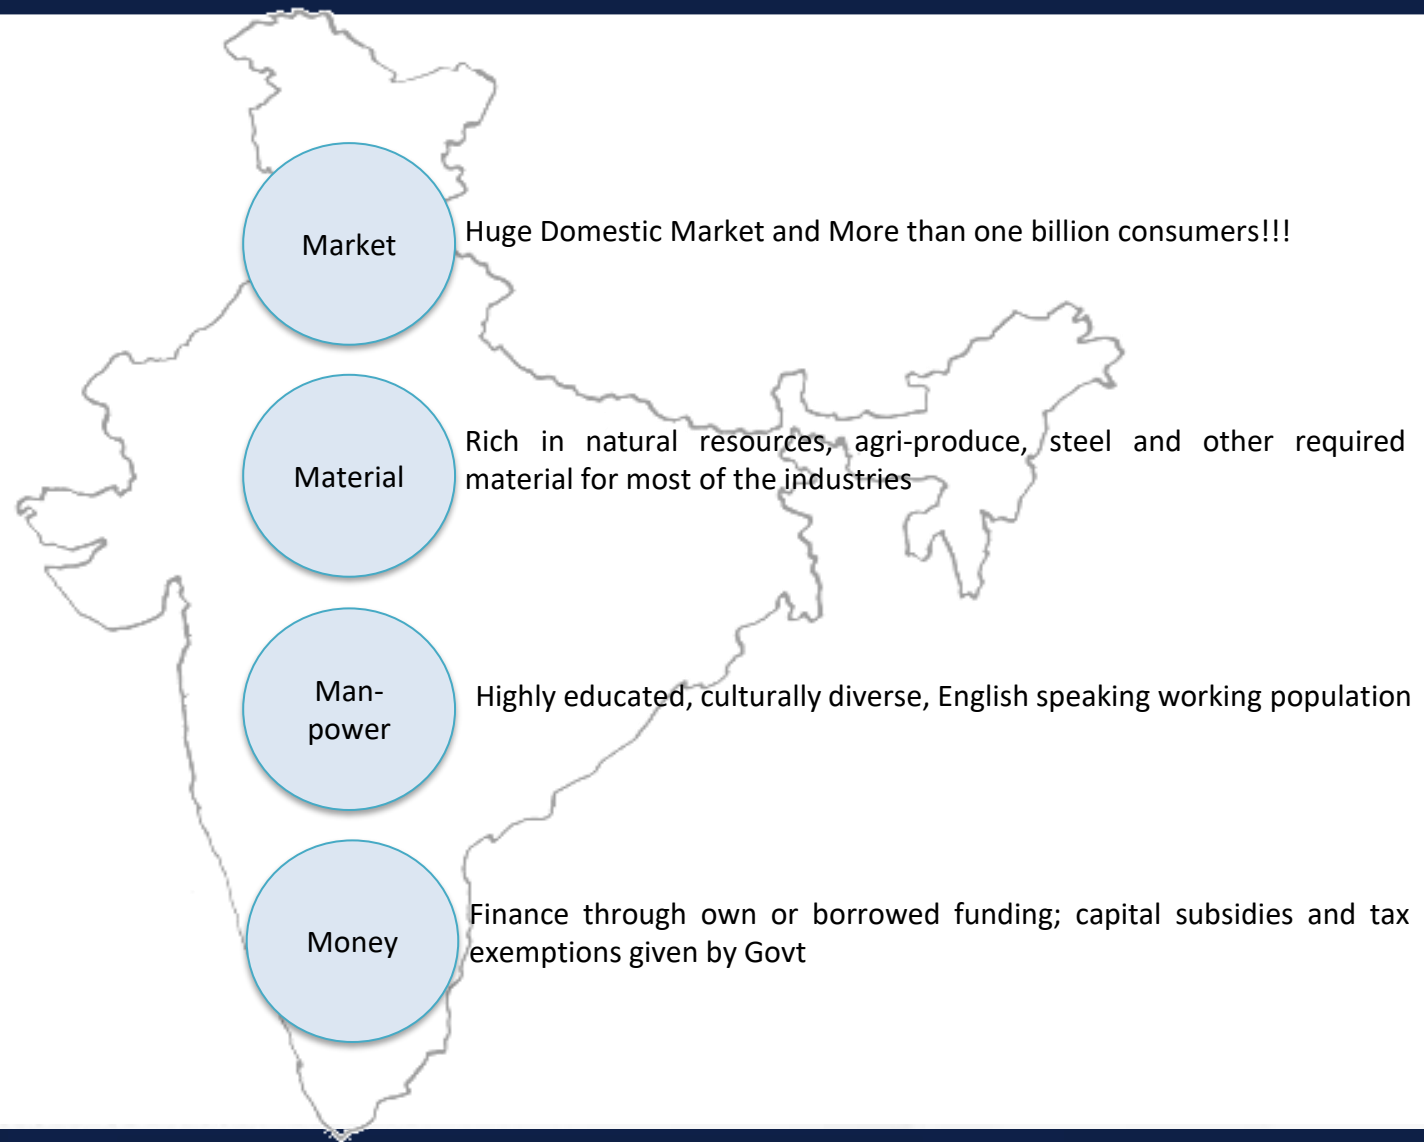 Market
Huge Domestic Market and More than one billion consumers!!!
Material
Rich in natural resources, agri-produce, steel and other required
material for most of the industries
Man-
power
Highly educated, culturally diverse, English speaking working population
Money
Finance through own or borrowed funding; capital subsidies and tax
exemptions given by Govt